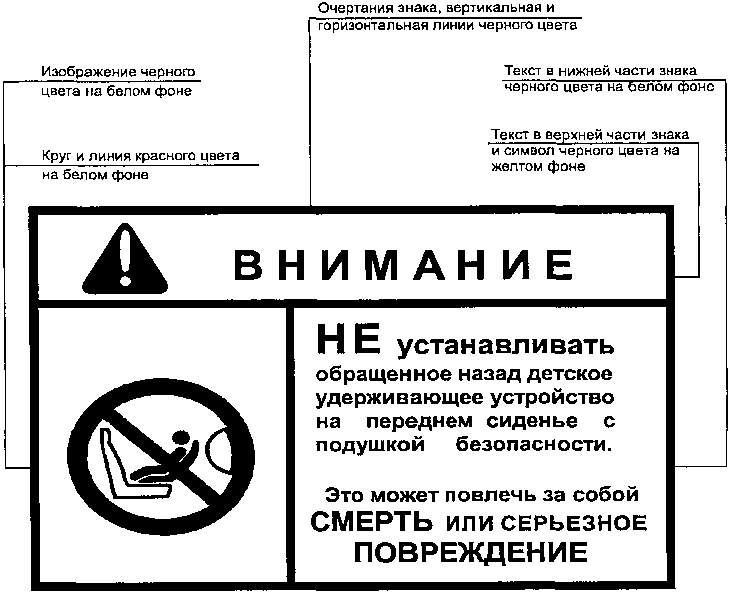 Очертания знака, вертикальная и
горизонтальная линии черного цвета
Изображение черного
цвета на белом фоне
Текст в нижней части знака
черного цвета на белом фоне
Круг и линия красного цвета
на белом фоне
Текст в верхней части знака
и символ черного цвета на
желтом фоне
ВНИМАНИЕ
НЕ устанавливать
обращенное назад детское
удерживающее устройство
на переднем сиденье с
подушкой безопасности.
Это может повлечь за собой
СМЕРТЬ ИЛИ СЕРЬЕЗНОЕ
ПОВРЕЖДЕНИЕ